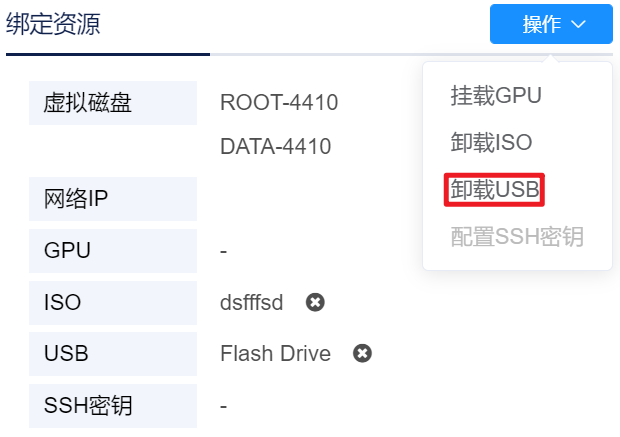 绑定资源
操作
虚拟磁盘 ROOT-4410
DATA-4410
网络IP
GPU -
ISO dsfffsd
USB Flash Drive
SSH密钥 -
挂载GPU
卸载ISO
卸载USB
配置SSH密钥